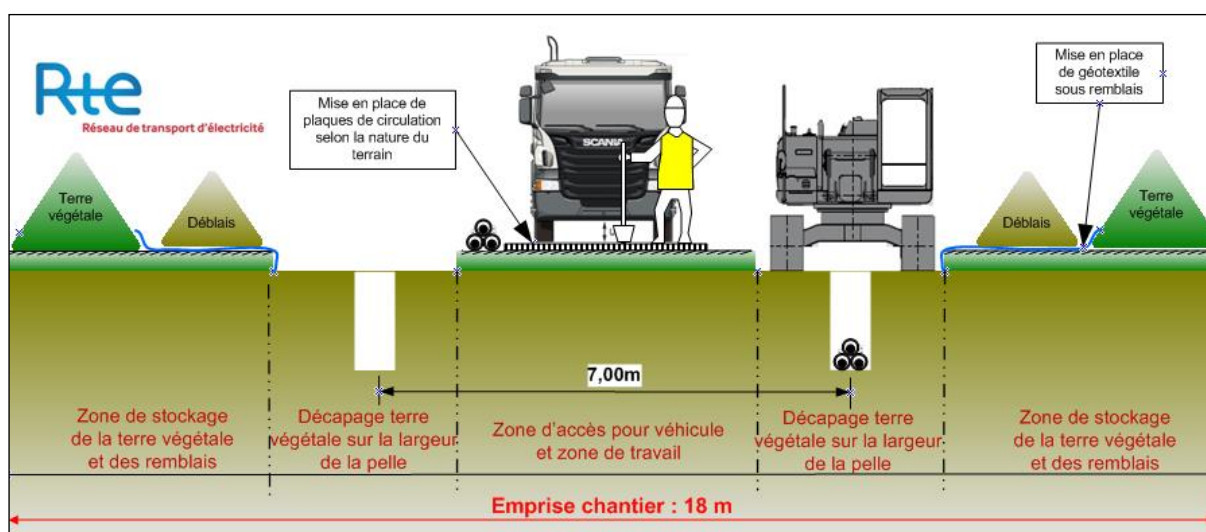 Rte
Réseau de transport d'électricité
Mise en place de
plaques de circulation
selon la nature du
terrain
SCANIA
Mise en place
de géotextile
sous remblais
Terre
végétale
Déblais
Déblais
Terre
végétale
7,00m
Zone de stockage
de la terre végétale
et des remblais
Décapage terre
végétale sur la largeur
de la pelle
Zone d'accès pour véhicule
et zone de travail
Décapage terre
végétale sur la largeur
de la pelle
Zone de stockage
de la terre végétale
et des remblais
Emprise chantier : 18 m